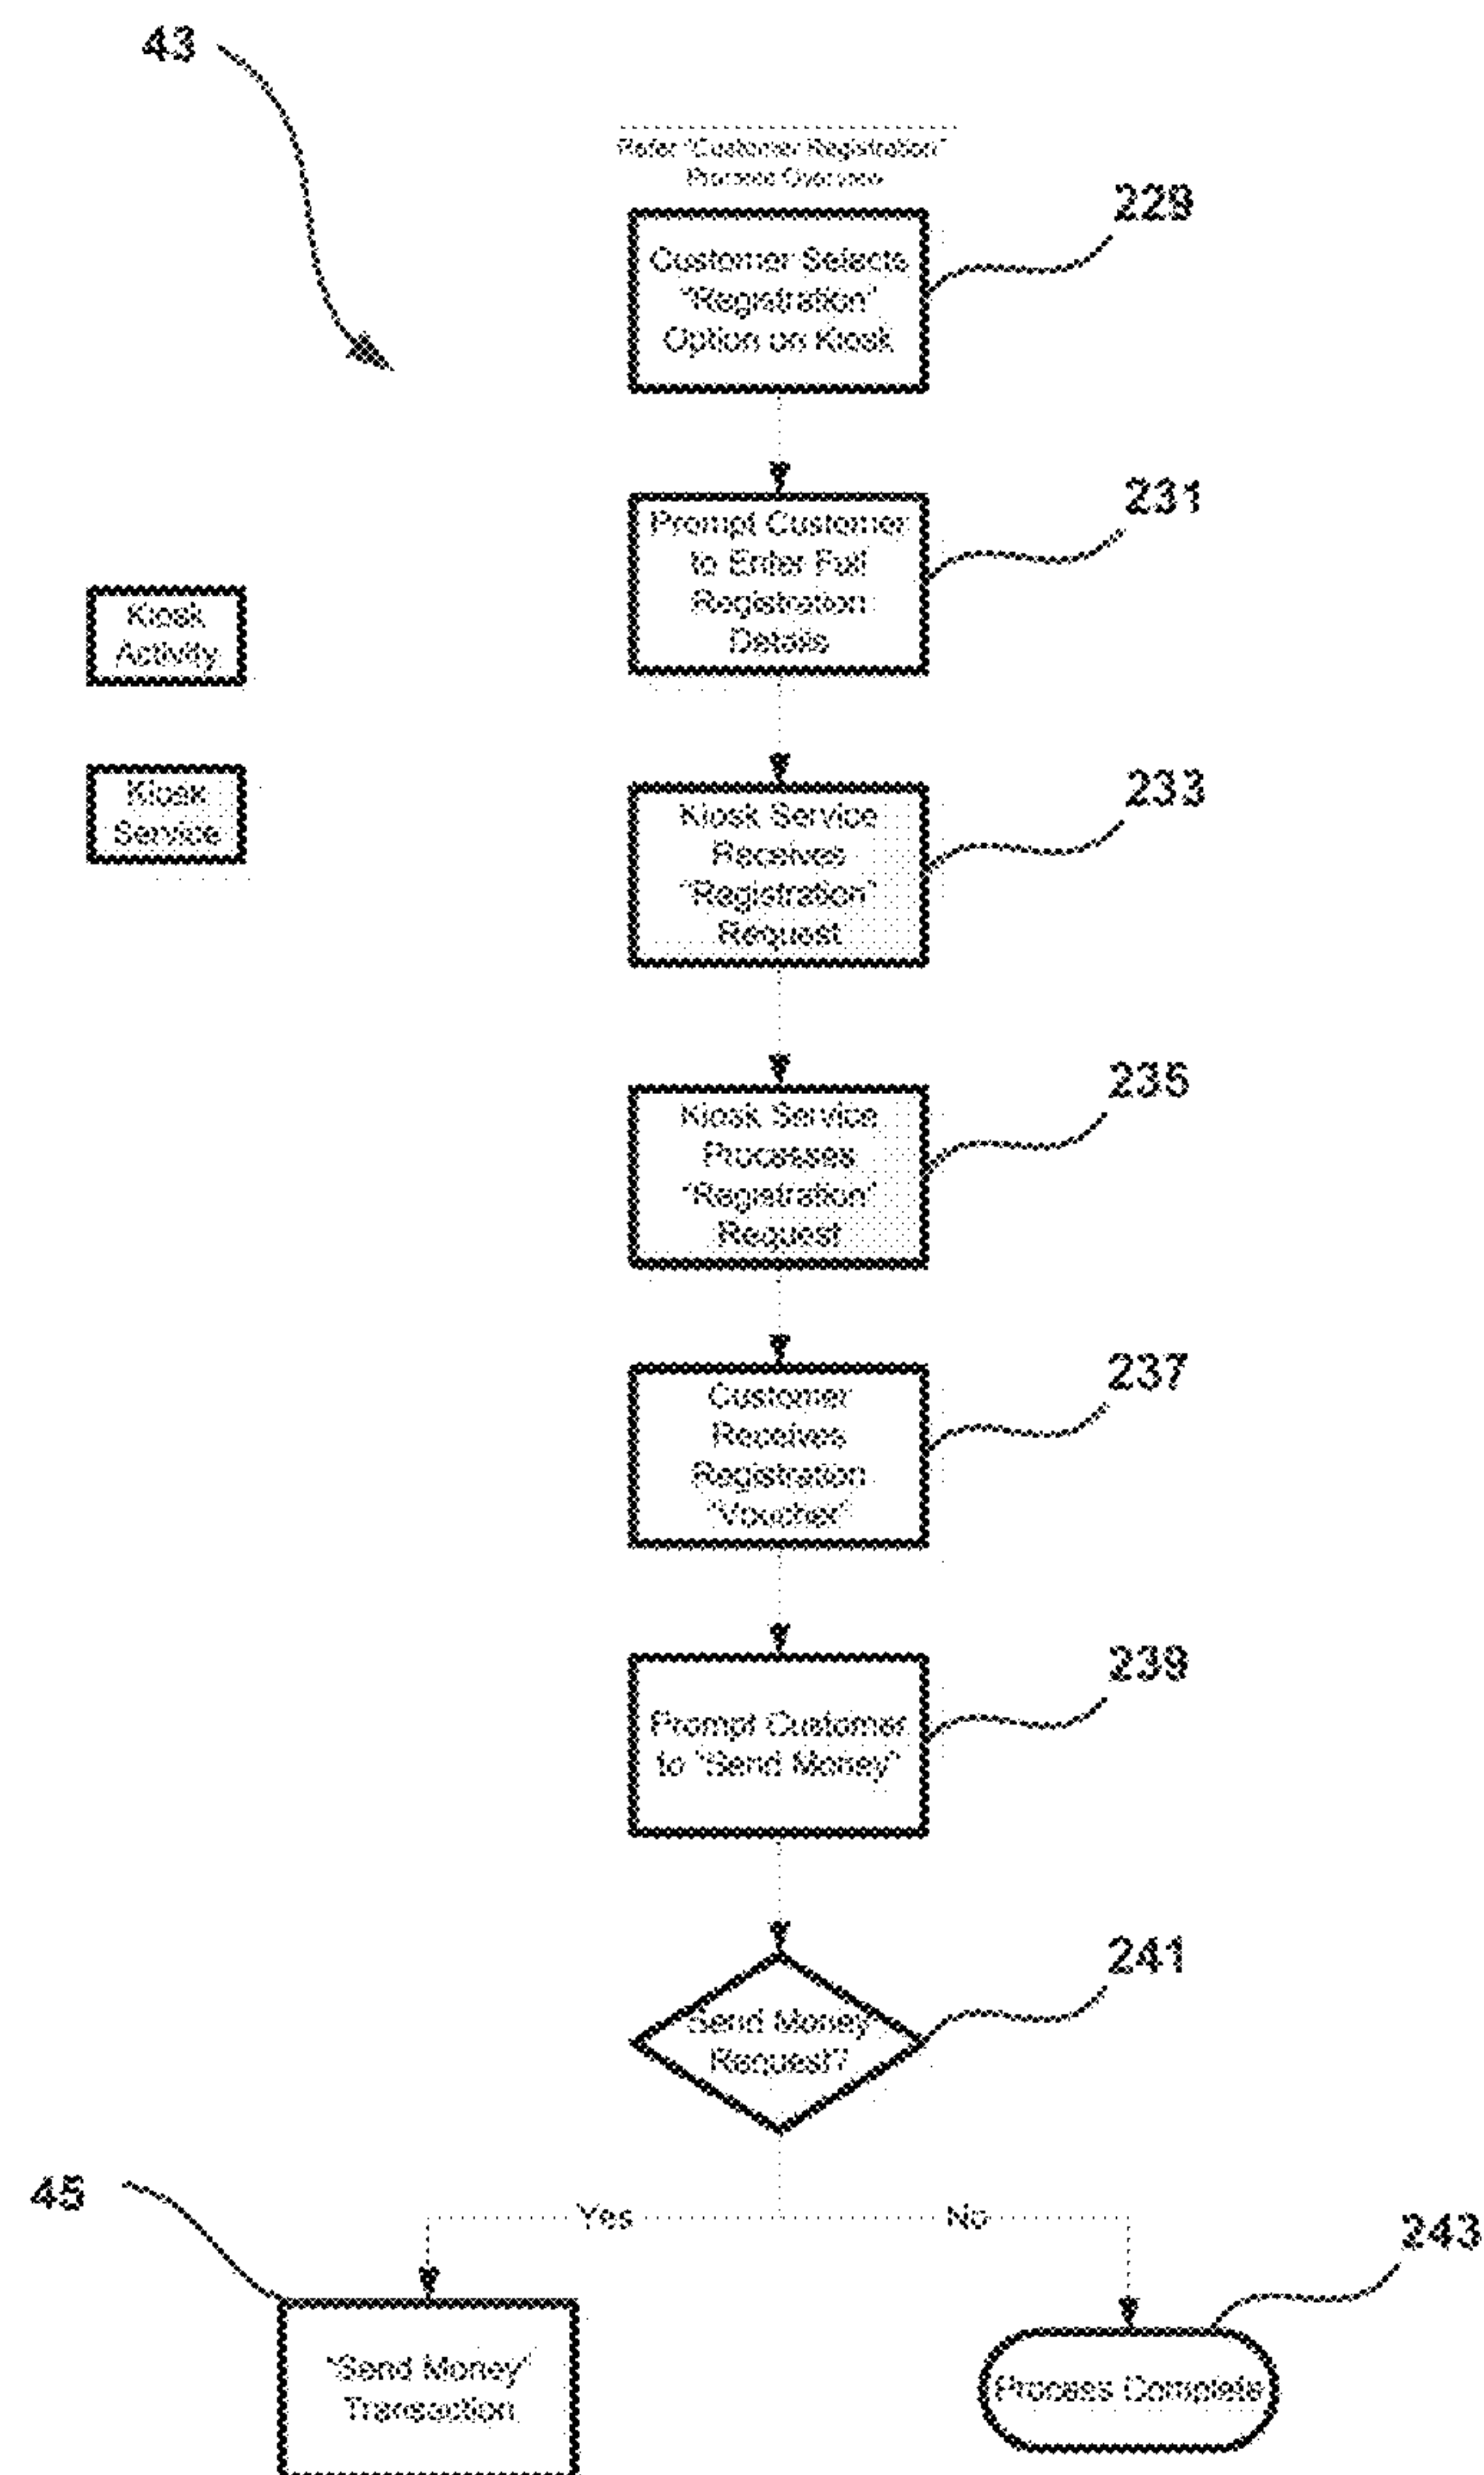 43
Refer "Customer Registration"
Process Overview
229
Customer Selects
"Registration"
Option on Kiosk
231
Prompt Customer
to Enter Full
Registration
Details
Kiosk
Activity
Kiosk
Service
233
Kiosk Service
Receives
"Registration"
Request
235
Kiosk Service
Processes
"Registration"
Request
237
Customer
Receives
Registration
"Voucher"
239
Prompt Customer
to "Send Money"
241
Send Money
Request?
45
Yes
No
243
"Send Money"
Transaction
Process Complete